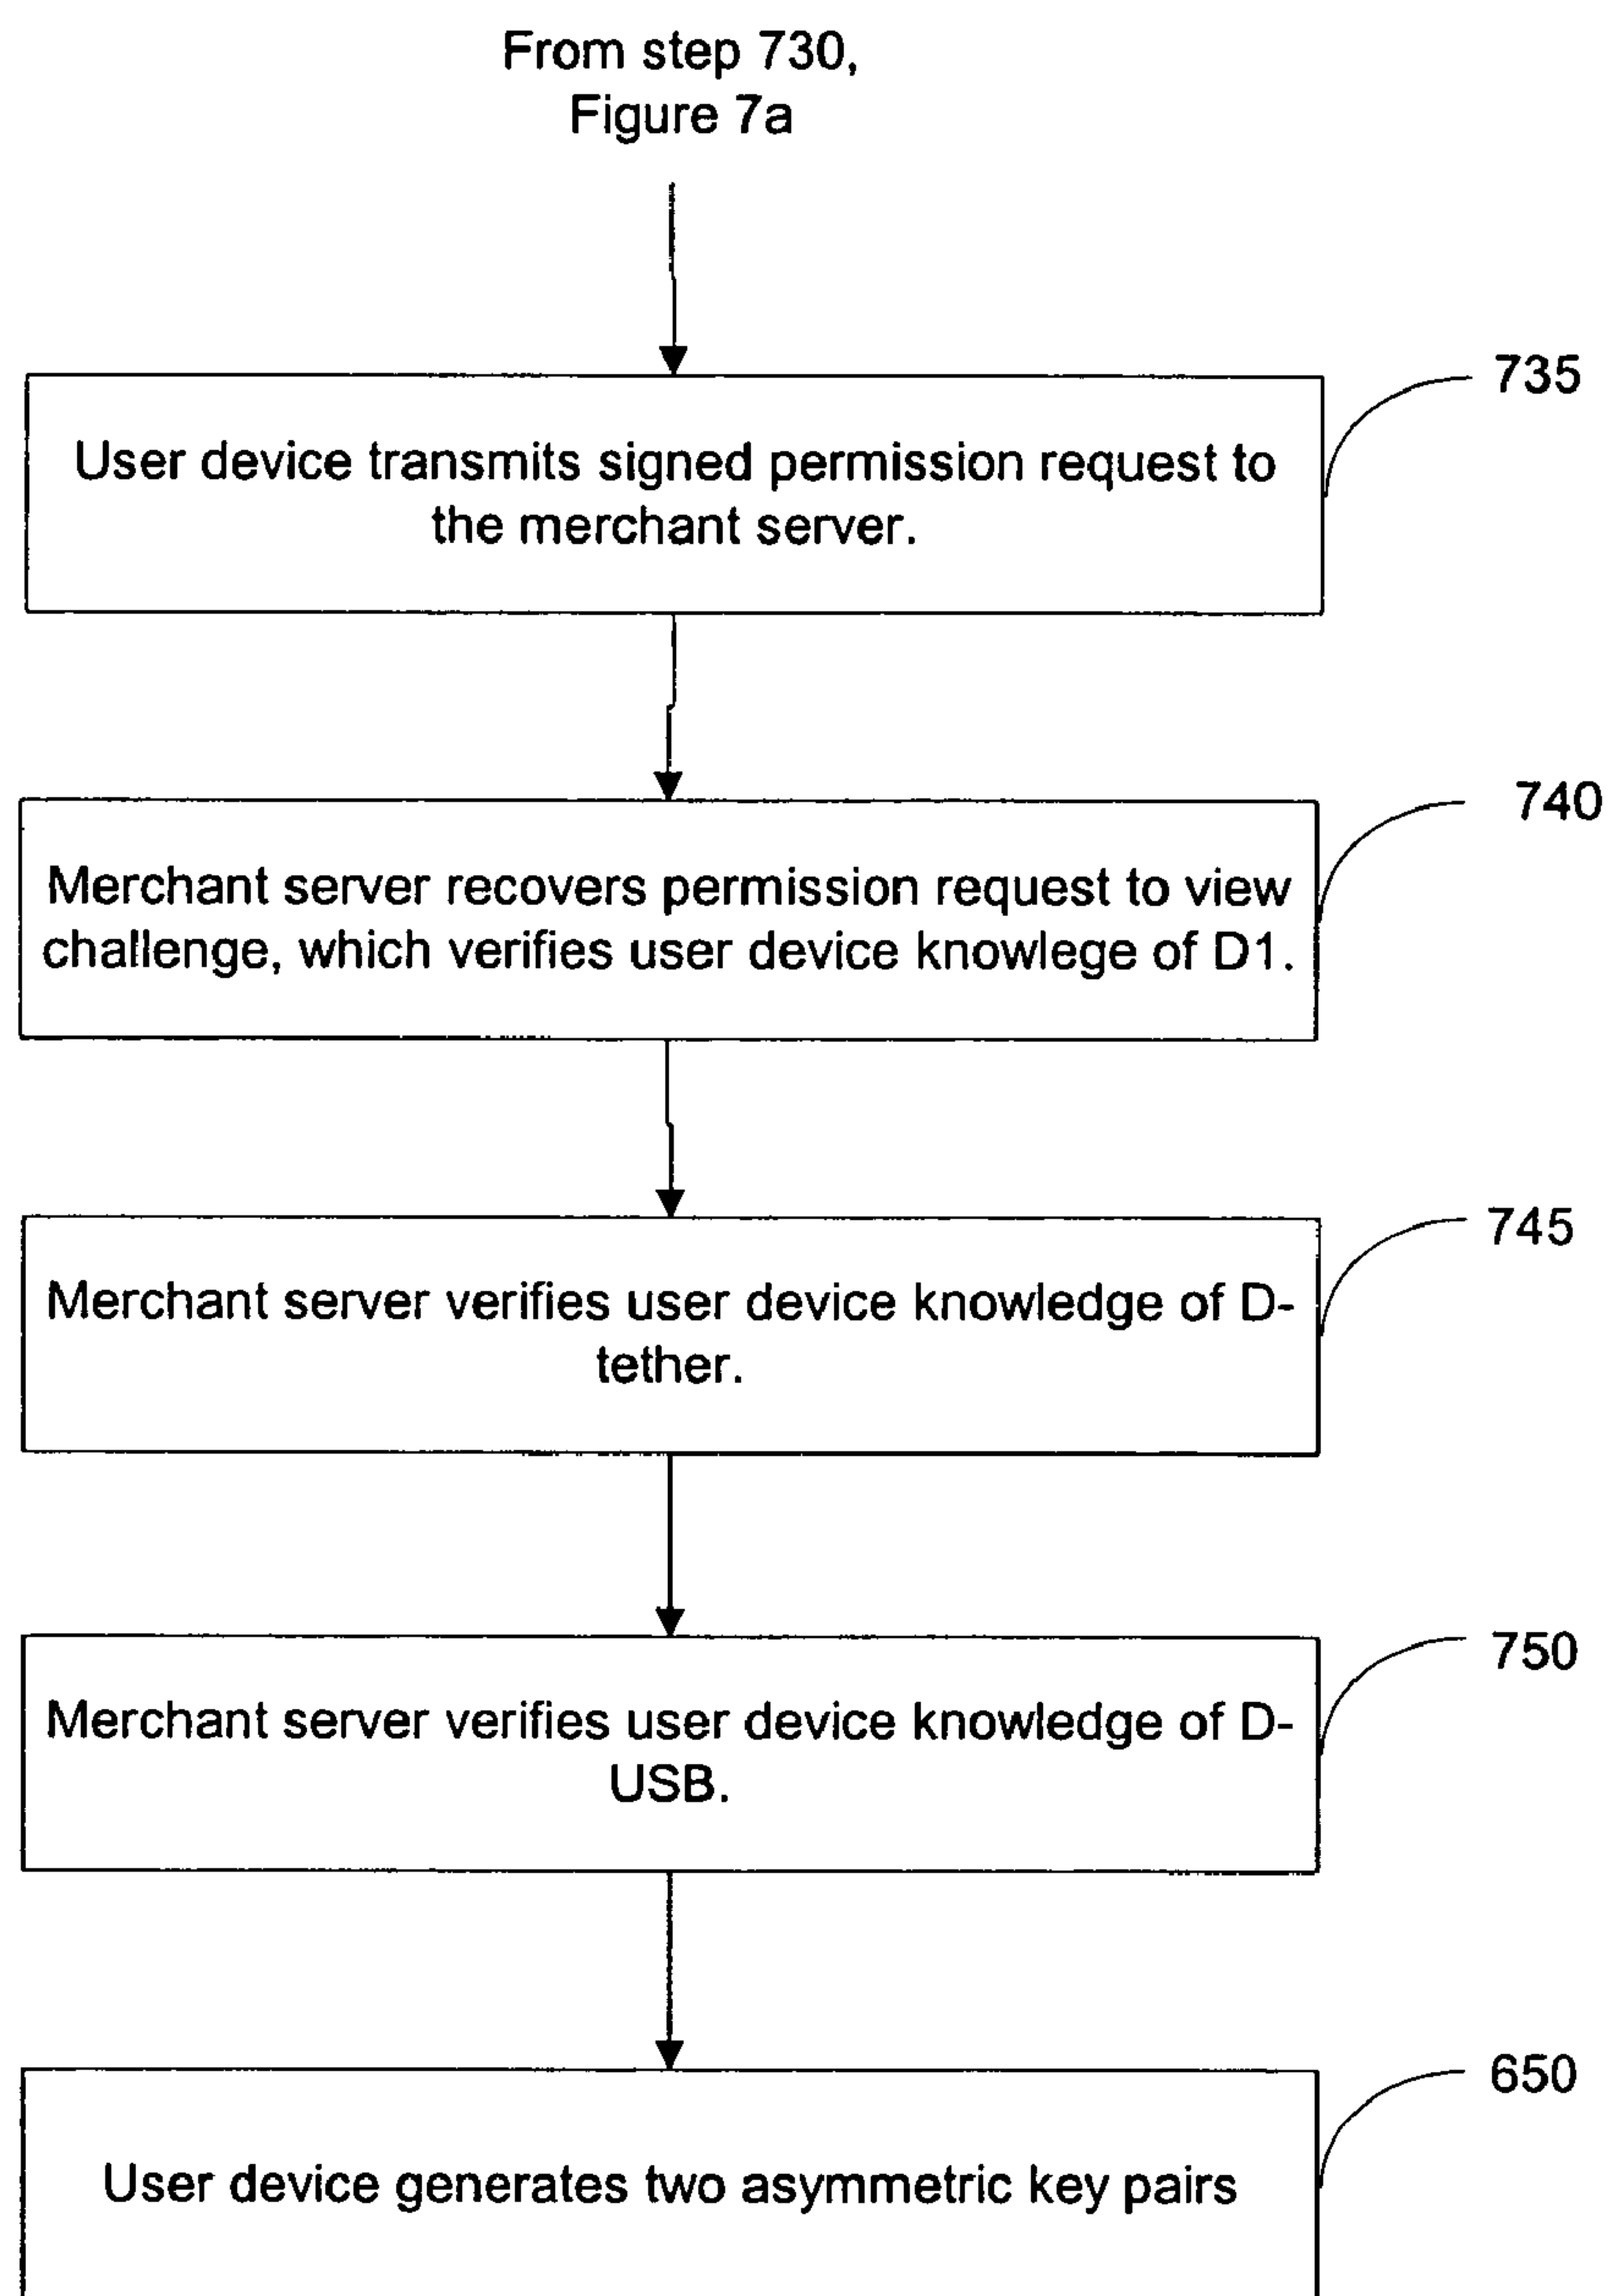 From step 730,
Figure 7a
735
User device transmits signed permission request to
the merchant server.
740
Merchant server recovers permission request to view
challenge, which verifies user device knowlege of D1.
745
Merchant server verifies user device knowledge of D-
tether.
750
Merchant server verifies user device knowledge of D-
USB.
650
User device generates two asymmetric key pairs